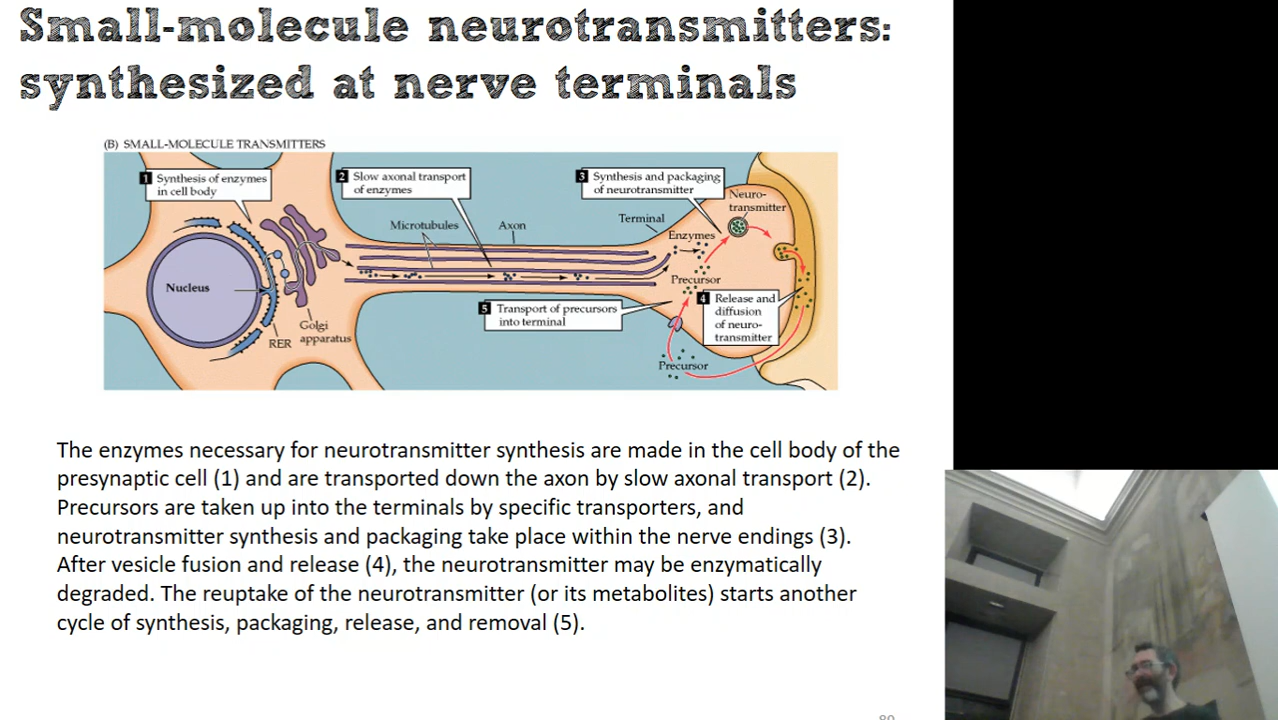 Small-molecule neurotransmitters:
synthesized at nerve terminals
(B) SMALL-MOLECULE TRANSMITTERS
1 Synthesis of enzymes
in cell body
2 Slow axonal transport
of enzymes
3 Synthesis and packaging
of neurotransmitter
Neuro-
transmitter
Microtubules
Axon
Terminal
Enzymes
Nucleus
Precursor
5 Transport of precursors
into terminal
4 Release and
diffusion
of neuro-
transmitter
RER
Golgi
apparatus
Precursor
The enzymes necessary for neurotransmitter synthesis are made in the cell body of the
presynaptic cell (1) and are transported down the axon by slow axonal transport (2).
Precursors are taken up into the terminals by specific transporters, and
neurotransmitter synthesis and packaging take place within the nerve endings (3).
After vesicle fusion and release (4), the neurotransmitter may be enzymatically
degraded. The reuptake of the neurotransmitter (or its metabolites) starts another
cycle of synthesis, packaging, release, and removal (5).